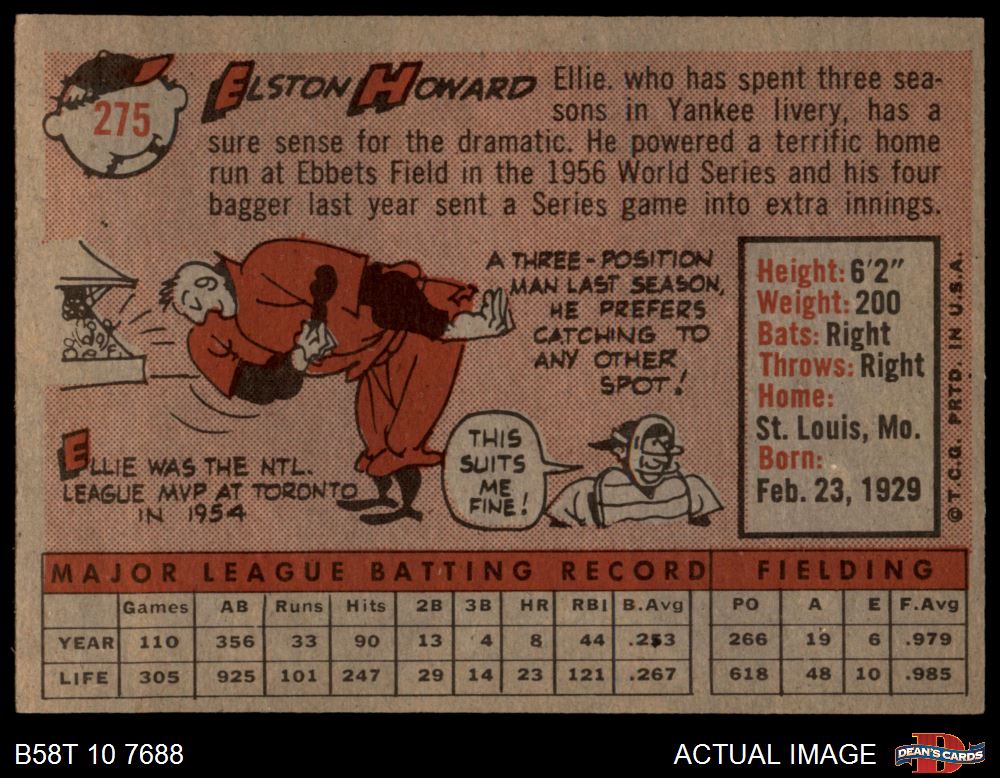 275
ELSTON HOWARD
Ellie. who has spent three sea-
sons in Yankee livery, has a
sure sense for the dramatic. He powered a terrific home
run at Ebbets Field in the 1956 World Series and his four
bagger last year sent a Series game into extra innings.
A THREE-POSITION
MAN LAST SEASON,
HE PREFERS
CATCHING TO
ANY OTHER
SPOT!
ELLIE WAS THE NTL.
LEAGUE MVP AT TORONTO
IN 1954
THIS
SUITS
ME
FINE!
Height: 6'2"
Weight: 200
Bats: Right
Throws: Right
Home:
St. Louis, Mo.
Born:
Feb. 23, 1929
© T.C.G. PRTD. IN U.S.A.
MAJOR LEAGUE BATTING RECORD FIELDING
Games AB Runs Hits 2B 3B HR RBI B.Avg PO A E F.Avg
YEAR 110 356 33 90 13 4 8 44 .253 266 19 6 .979
LIFE 305 925 101 247 29 14 23 121 .267 618 48 10 .985
B58T 10 7688 ACTUAL IMAGE DEAN'S CARDS